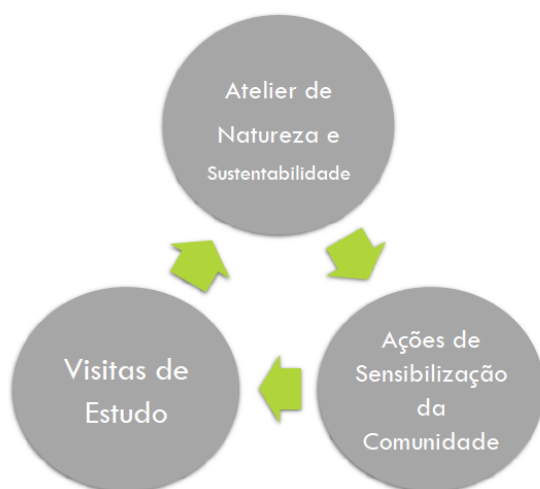 Atelier de
Natureza e
Sustentabilidade
Ações de
Sensibilização
da
Comunidade
Visitas de
Estudo